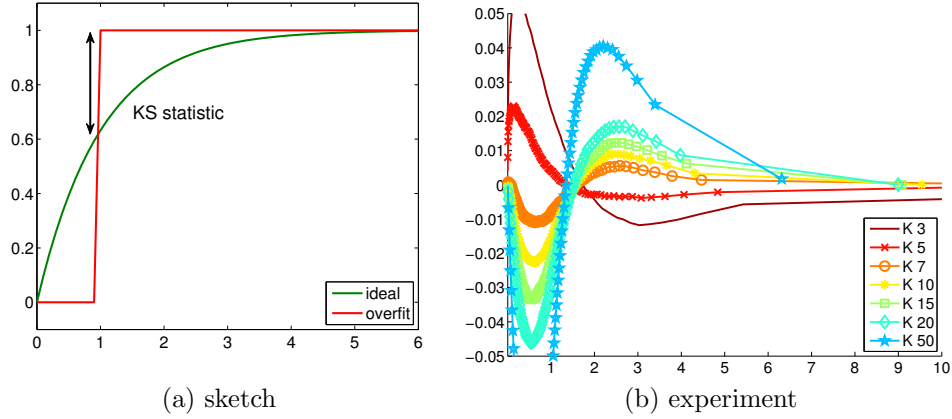 1
0.8
0.6
0.4
0.2
0
KS statistic
ideal
overfit
0 1 2 3 4 5 6
(a) sketch
0.05
0.04
0.03
0.02
0.01
0
−0.01
−0.02
−0.03
−0.04
−0.05
K 3
K 5
K 7
K 10
K 15
K 20
K 50
1 2 3 4 5 6 7 8 9 10
(b) experiment